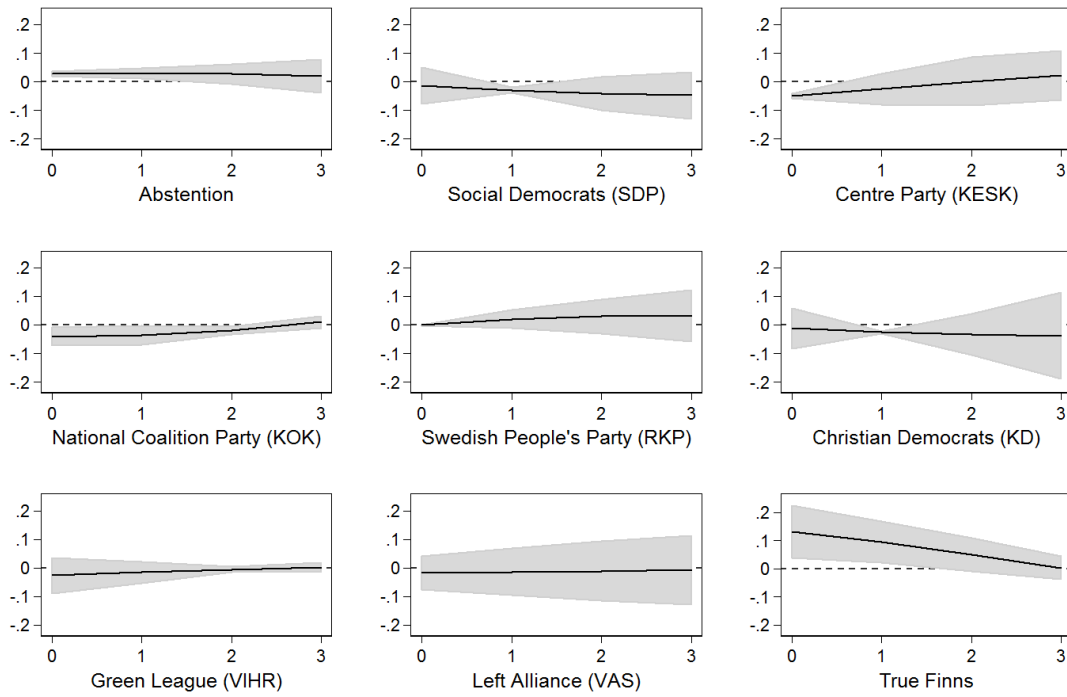 .2 .2 .2
.1 .1 .1
0 0 0
-.1 -.1 -.1
-.2 -.2 -.2
0 1 2 3 0 1 2 3 0 1 2 3
Abstention Social Democrats (SDP) Centre Party (KESK)
.2 .2 .2
.1 .1 .1
0 0 0
-.1 -.1 -.1
-.2 -.2 -.2
0 1 2 3 0 1 2 3 0 1 2 3
National Coalition Party (KOK) Swedish People's Party (RKP) Christian Democrats (KD)
.2 .2 .2
.1 .1 .1
0 0 0
-.1 -.1 -.1
-.2 -.2 -.2
0 1 2 3 0 1 2 3 0 1 2 3
Green League (VIHR) Left Alliance (VAS) True Finns